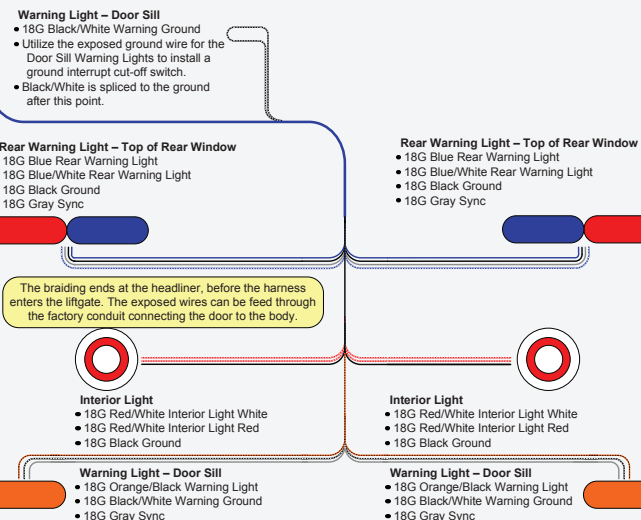 Warning Light – Door Sill
• 18G Black/White Warning Ground
• Utilize the exposed ground wire for the
Door Sill Warning Lights to install a
ground interrupt cut-off switch.
• Black/White is spliced to the ground
after this point.
Rear Warning Light – Top of Rear Window
18G Blue Rear Warning Light
18G Blue/White Rear Warning Light
18G Black Ground
18G Gray Sync
Rear Warning Light – Top of Rear Window
• 18G Blue Rear Warning Light
• 18G Blue/White Rear Warning Light
• 18G Black Ground
• 18G Gray Sync
The braiding ends at the headliner, before the harness
enters the liftgate. The exposed wires can be feed through
the factory conduit connecting the door to the body.
Interior Light
• 18G Red/White Interior Light White
• 18G Red/White Interior Light Red
• 18G Black Ground
Interior Light
• 18G Red/White Interior Light White
• 18G Red/White Interior Light Red
• 18G Black Ground
Warning Light – Door Sill
• 18G Orange/Black Warning Light
• 18G Black/White Warning Ground
• 18G Gray Sync
Warning Light – Door Sill
• 18G Orange/Black Warning Light
• 18G Black/White Warning Ground
• 18G Gray Sync